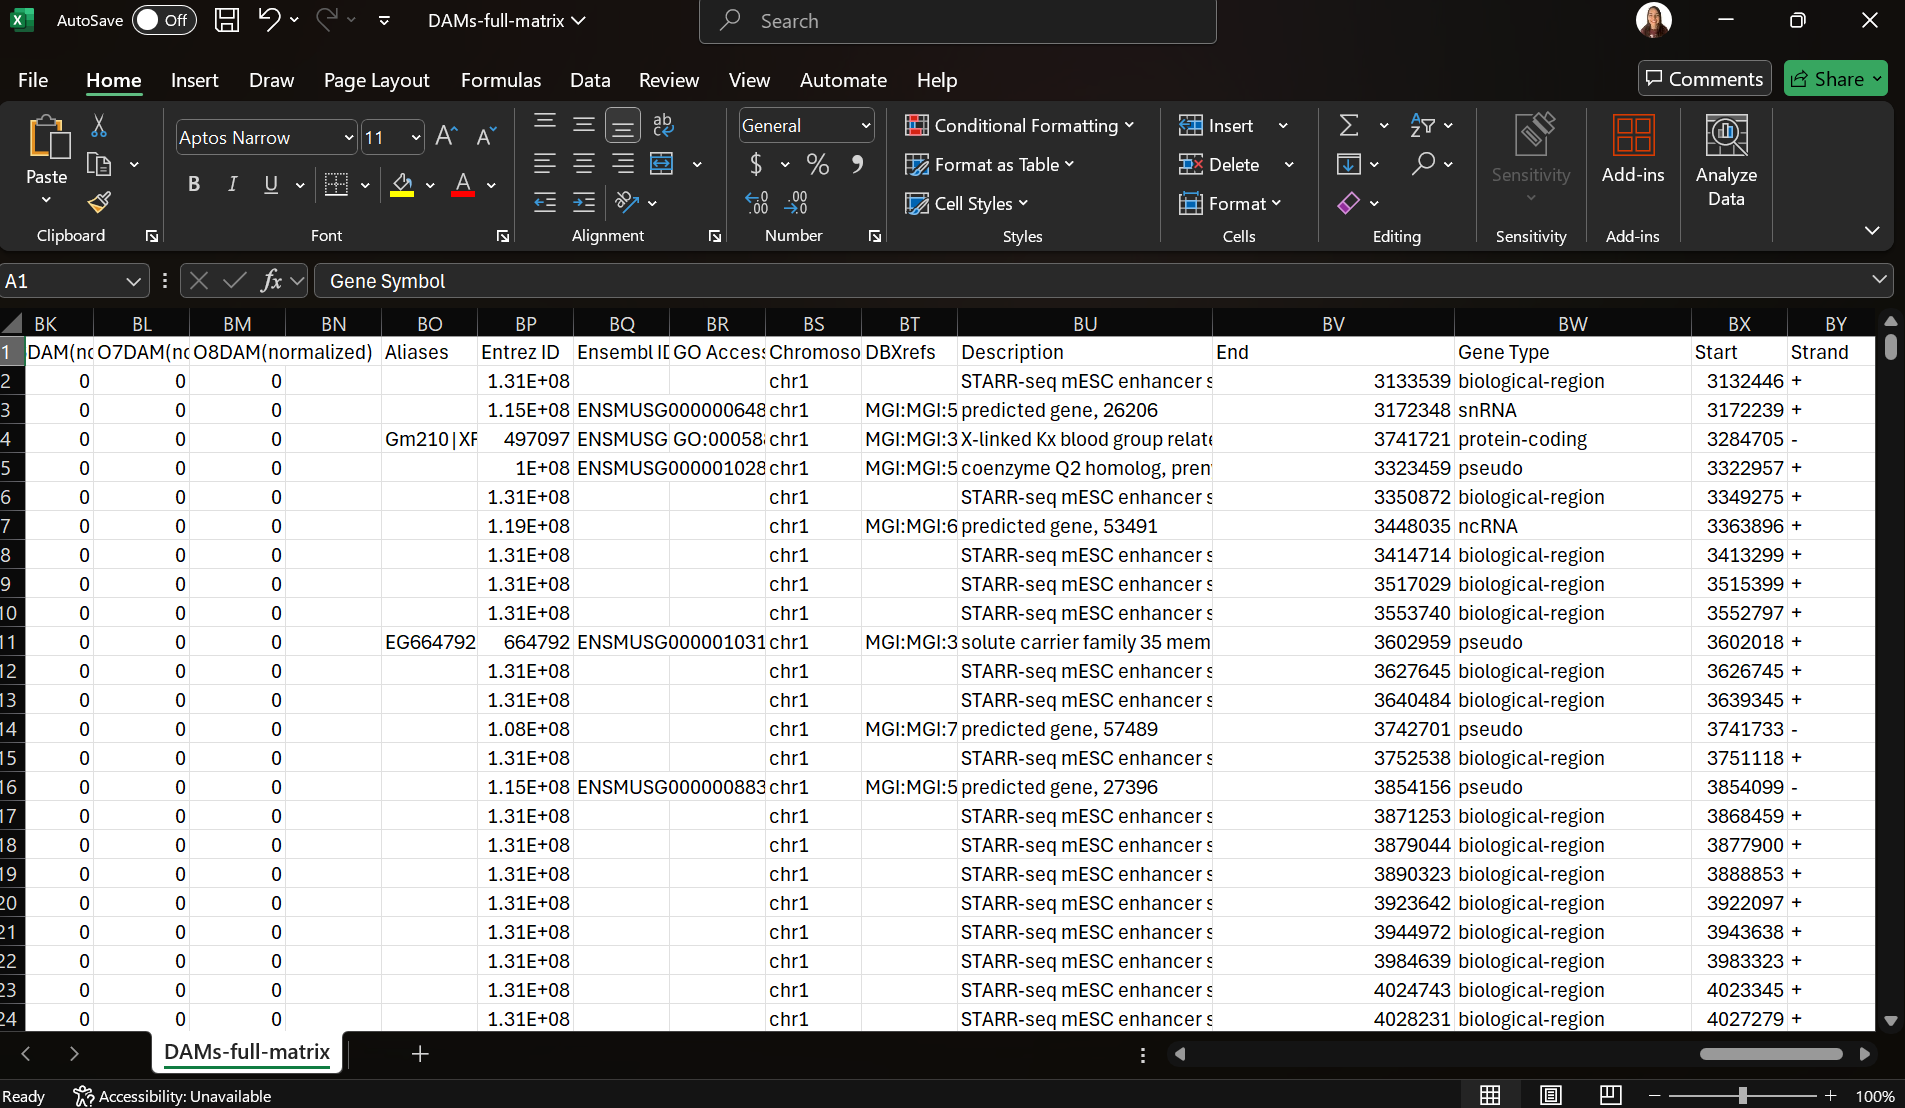 AutoSave Off DAMs-full-matrix Search
File Home Insert Draw Page Layout Formulas Data Review View Automate Help Comments Share
Paste Aptos Narrow 11 General Conditional Formatting Insert Sensitivity Add-ins Analyze Data
$ % Format as Table Delete
B I U A Cell Styles Format
Clipboard Font Alignment Number Styles Cells Editing Sensitivity Add-ins
A1 fx Gene Symbol
BK BL BM BN BO BP BQ BR BS BT BU BV BW BX BY
1 DAM(no O7DAM(no O8DAM(normalized) Aliases Entrez ID Ensembl ID GO Access Chromoso DBXrefs Description End Gene Type Start Strand
2 0 0 0 1.31E+08 chr1 STARR-seq mESC enhancer s 3133539 biological-region 3132446 +
3 0 0 0 1.15E+08 ENSMUSG000000648 chr1 MGI:MGI:5 predicted gene, 26206 3172348 snRNA 3172239 +
4 0 0 0 Gm210|XF 497097 ENSMUSG GO:00058 chr1 MGI:MGI:3 X-linked Kx blood group relate 3741721 protein-coding 3284705 -
5 0 0 0 1E+08 ENSMUSG000001028 chr1 MGI:MGI:5 coenzyme Q2 homolog, pren 3323459 pseudo 3322957 +
6 0 0 0 1.31E+08 chr1 STARR-seq mESC enhancer s 3350872 biological-region 3349275 +
7 0 0 0 1.19E+08 chr1 MGI:MGI:6 predicted gene, 53491 3448035 ncRNA 3363896 +
8 0 0 0 1.31E+08 chr1 STARR-seq mESC enhancer s 3414714 biological-region 3413299 +
9 0 0 0 1.31E+08 chr1 STARR-seq mESC enhancer s 3517029 biological-region 3515399 +
10 0 0 0 1.31E+08 chr1 STARR-seq mESC enhancer s 3553740 biological-region 3552797 +
11 0 0 0 EG664792 664792 ENSMUSG000001031 chr1 MGI:MGI:3 solute carrier family 35 mem 3602959 pseudo 3602018 +
12 0 0 0 1.31E+08 chr1 STARR-seq mESC enhancer s 3627645 biological-region 3626745 +
13 0 0 0 1.31E+08 chr1 STARR-seq mESC enhancer s 3640484 biological-region 3639345 +
14 0 0 0 1.08E+08 chr1 MGI:MGI:7 predicted gene, 57489 3742701 pseudo 3741733 -
15 0 0 0 1.31E+08 chr1 STARR-seq mESC enhancer s 3752538 biological-region 3751118 +
16 0 0 0 1.15E+08 ENSMUSG000000883 chr1 MGI:MGI:5 predicted gene, 27396 3854156 pseudo 3854099 -
17 0 0 0 1.31E+08 chr1 STARR-seq mESC enhancer s 3871253 biological-region 3868459 +
18 0 0 0 1.31E+08 chr1 STARR-seq mESC enhancer s 3879044 biological-region 3877900 +
19 0 0 0 1.31E+08 chr1 STARR-seq mESC enhancer s 3890323 biological-region 3888853 +
20 0 0 0 1.31E+08 chr1 STARR-seq mESC enhancer s 3923642 biological-region 3922097 +
21 0 0 0 1.31E+08 chr1 STARR-seq mESC enhancer s 3944972 biological-region 3943638 +
22 0 0 0 1.31E+08 chr1 STARR-seq mESC enhancer s 3984639 biological-region 3983323 +
23 0 0 0 1.31E+08 chr1 STARR-seq mESC enhancer s 4024743 biological-region 4023345 +
24 0 0 0 1.31E+08 chr1 STARR-seq mESC enhancer s 4028231 biological-region 4027279 +
DAMs-full-matrix
Ready Accessibility: Unavailable 100%